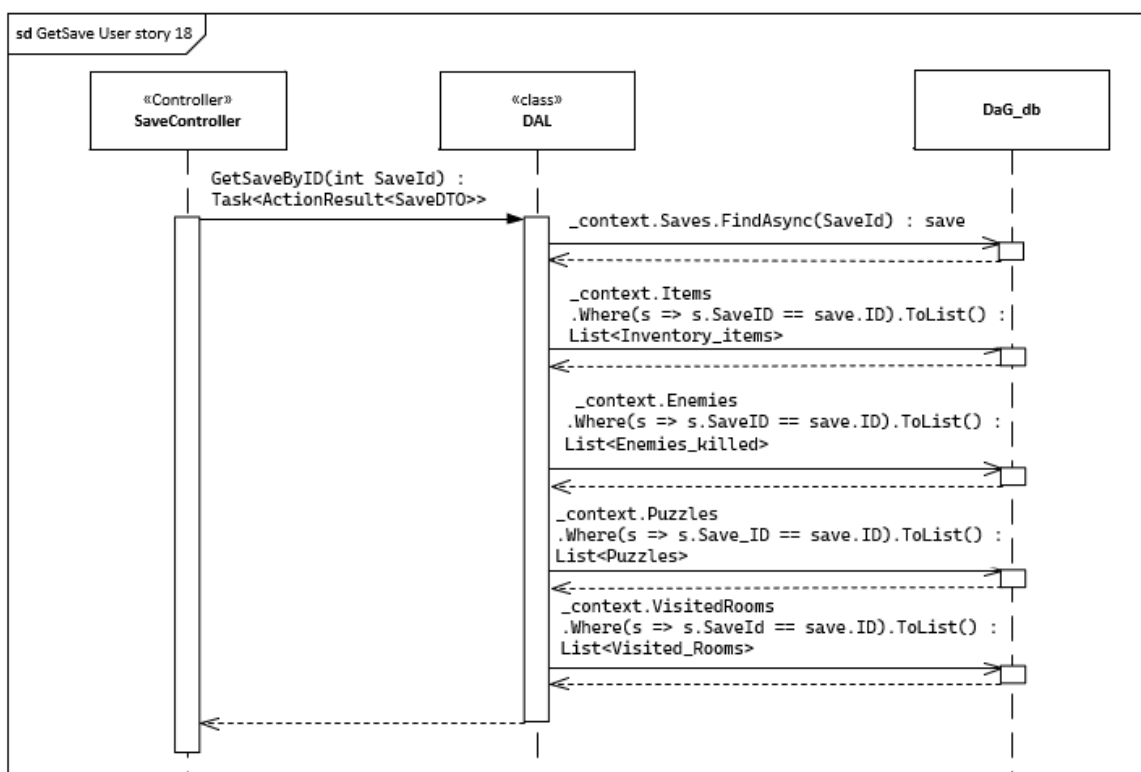 sd GetSave User story 18
«Controller»
SaveController
«class»
DAL
DaG_db
GetSaveByID(int SaveId) :
Task<ActionResult<SaveDTO>>
_context.Saves.FindAsync(SaveId) : save
_context.Items
.Where(s => s.SaveID == save.ID).ToList() :
List<Inventory_items>
_context.Enemies
.Where(s => s.SaveID == save.ID).ToList() :
List<Enemies_killed>
_context.Puzzles
.Where(s => s.Save_ID == save.ID).ToList() :
List<Puzzles>
_context.VisitedRooms
.Where(s => s.SaveId == save.ID).ToList() :
List<Visited_Rooms>